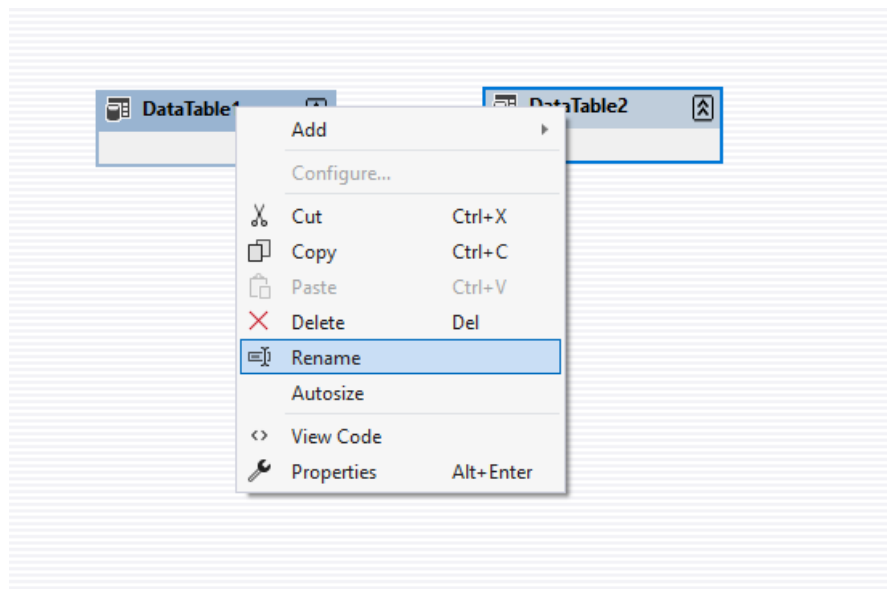 DataTable1
DataTable2
Add
Configure...
Cut Ctrl+X
Copy Ctrl+C
Paste Ctrl+V
Delete Del
Rename
Autosize
View Code
Properties Alt+Enter